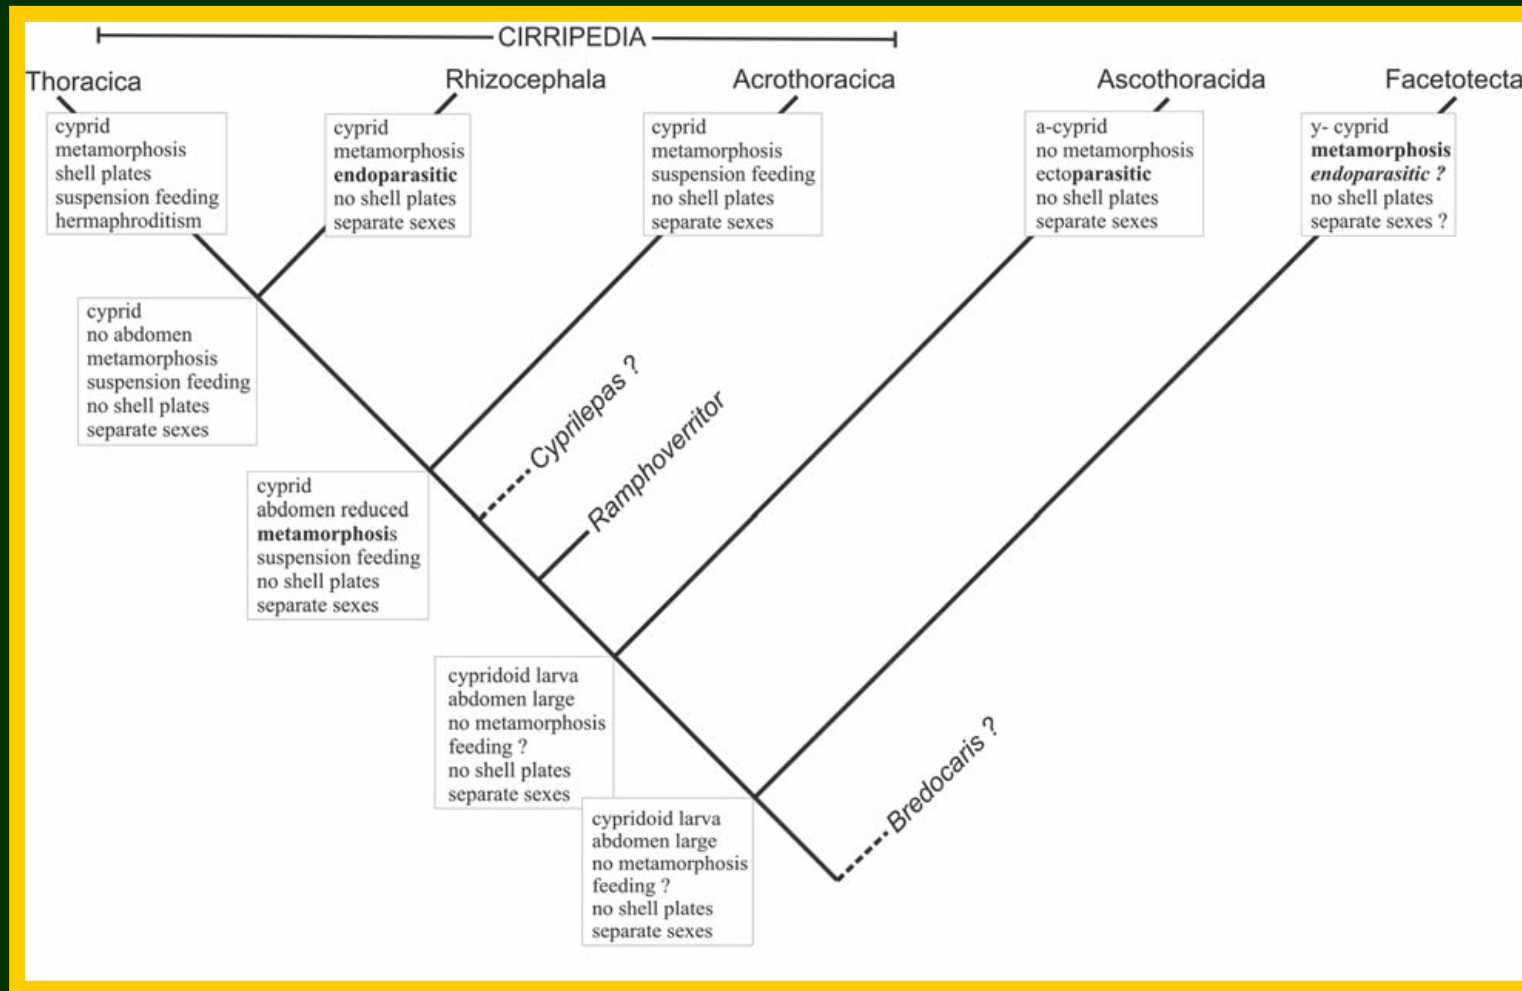 CIRRIPEDIA
Thoracica
Rhizocephala
Acrothoracica
Ascothoracida
Facetotecta
cyprid
metamorphosis
shell plates
suspension feeding
hermaphroditism
cyprid
metamorphosis
endoparasitic
no shell plates
separate sexes
cyprid
metamorphosis
suspension feeding
no shell plates
separate sexes
a-cyprid
no metamorphosis
ectoparasitic
no shell plates
separate sexes
y- cyprid
metamorphosis
endoparasitic ?
no shell plates
separate sexes ?
cyprid
no abdomen
metamorphosis
suspension feeding
no shell plates
separate sexes
Cyprilepas ?
Ramphoverritor
cyprid
abdomen reduced
metamorphosis
suspension feeding
no shell plates
separate sexes
cypridoid larva
abdomen large
no metamorphosis
feeding ?
no shell plates
separate sexes
Bredocaris ?
cypridoid larva
abdomen large
no metamorphosis
feeding ?
no shell plates
separate sexes